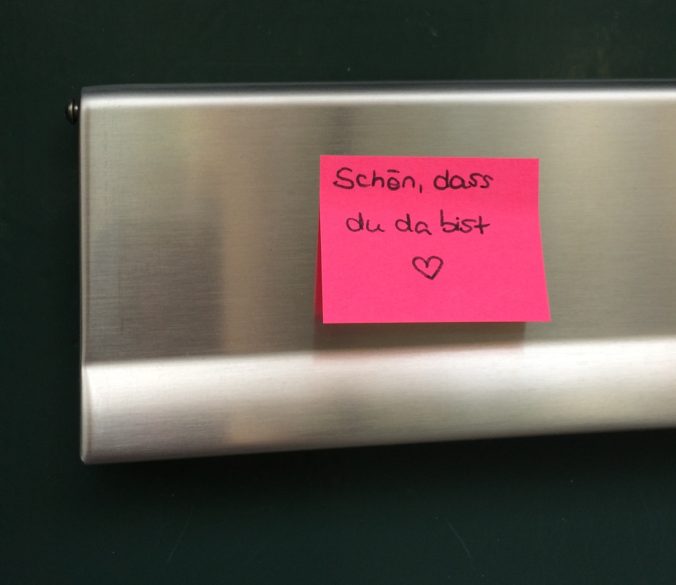 Schön, dass
du da bist
♡